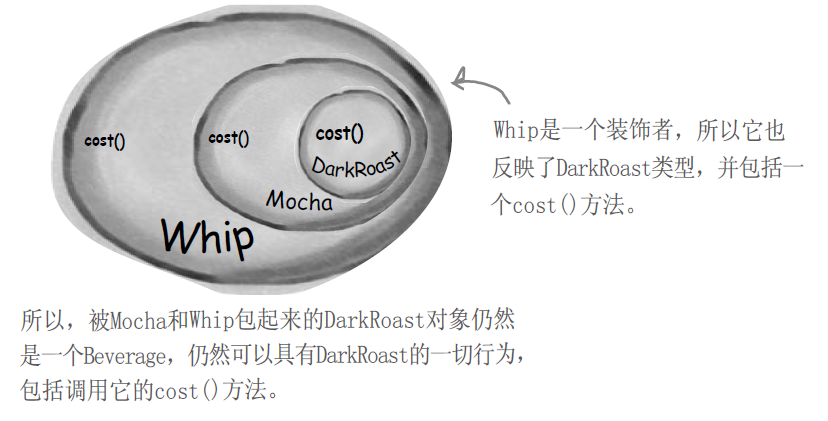 cost()
cost()
cost()
DarkRoast
Mocha
Whip
Whip是一个装饰者，所以它也
反映了DarkRoast类型，并包括一
个cost()方法。
所以，被Mocha和Whip包起来的DarkRoast对象仍然
是一个Beverage，仍然可以具有DarkRoast的一切行为，
包括调用它的cost()方法。